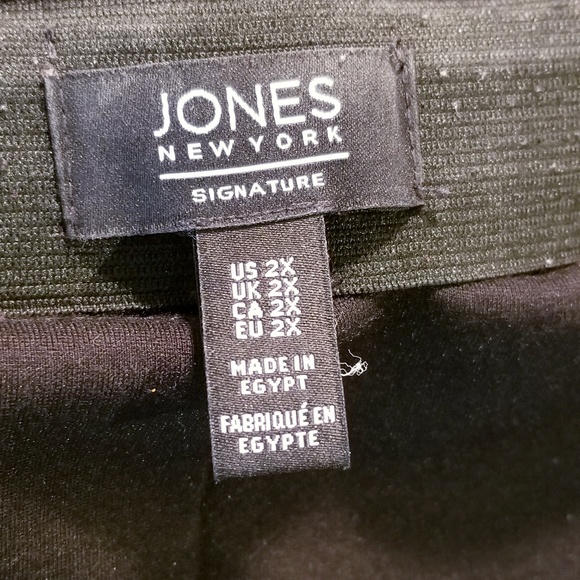 JONES
NEW YORK
SIGNATURE
US 2X
UK 2X
CA 2X
EU 2X
MADE IN
EGYPT
FABRIQUÉ EN
EGYPTE